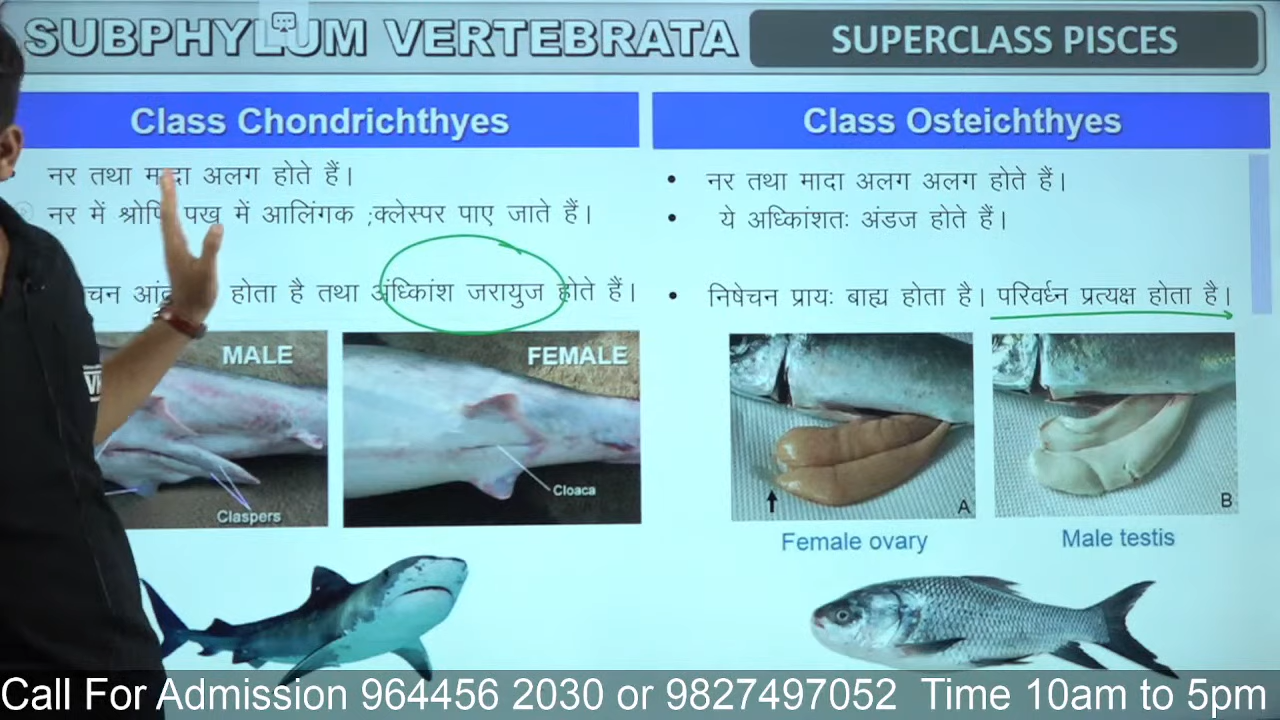 SUBPHYLUM VERTEBRATA
SUPERCLASS PISCES
Class Chondrichthyes
नर तथा मादा अलग होते हैं।
नर में श्रोणि पख में आलिंगक ;क्लेस्पर पाए जाते हैं।
होता है तथा अंध्किांश जरायुज होते हैं।
MALE
FEMALE
Claspers
Cloaca
Class Osteichthyes
• नर तथा मादा अलग अलग होते हैं।
• ये अध्किांशतः अंडज होते हैं।
• निषेचन प्रायः बाह्य होता है। परिवर्ध्न प्रत्यक्ष होता है।
A
B
Female ovary
Male testis
Call For Admission 964456 2030 or 9827497052 Time 10am to 5pm